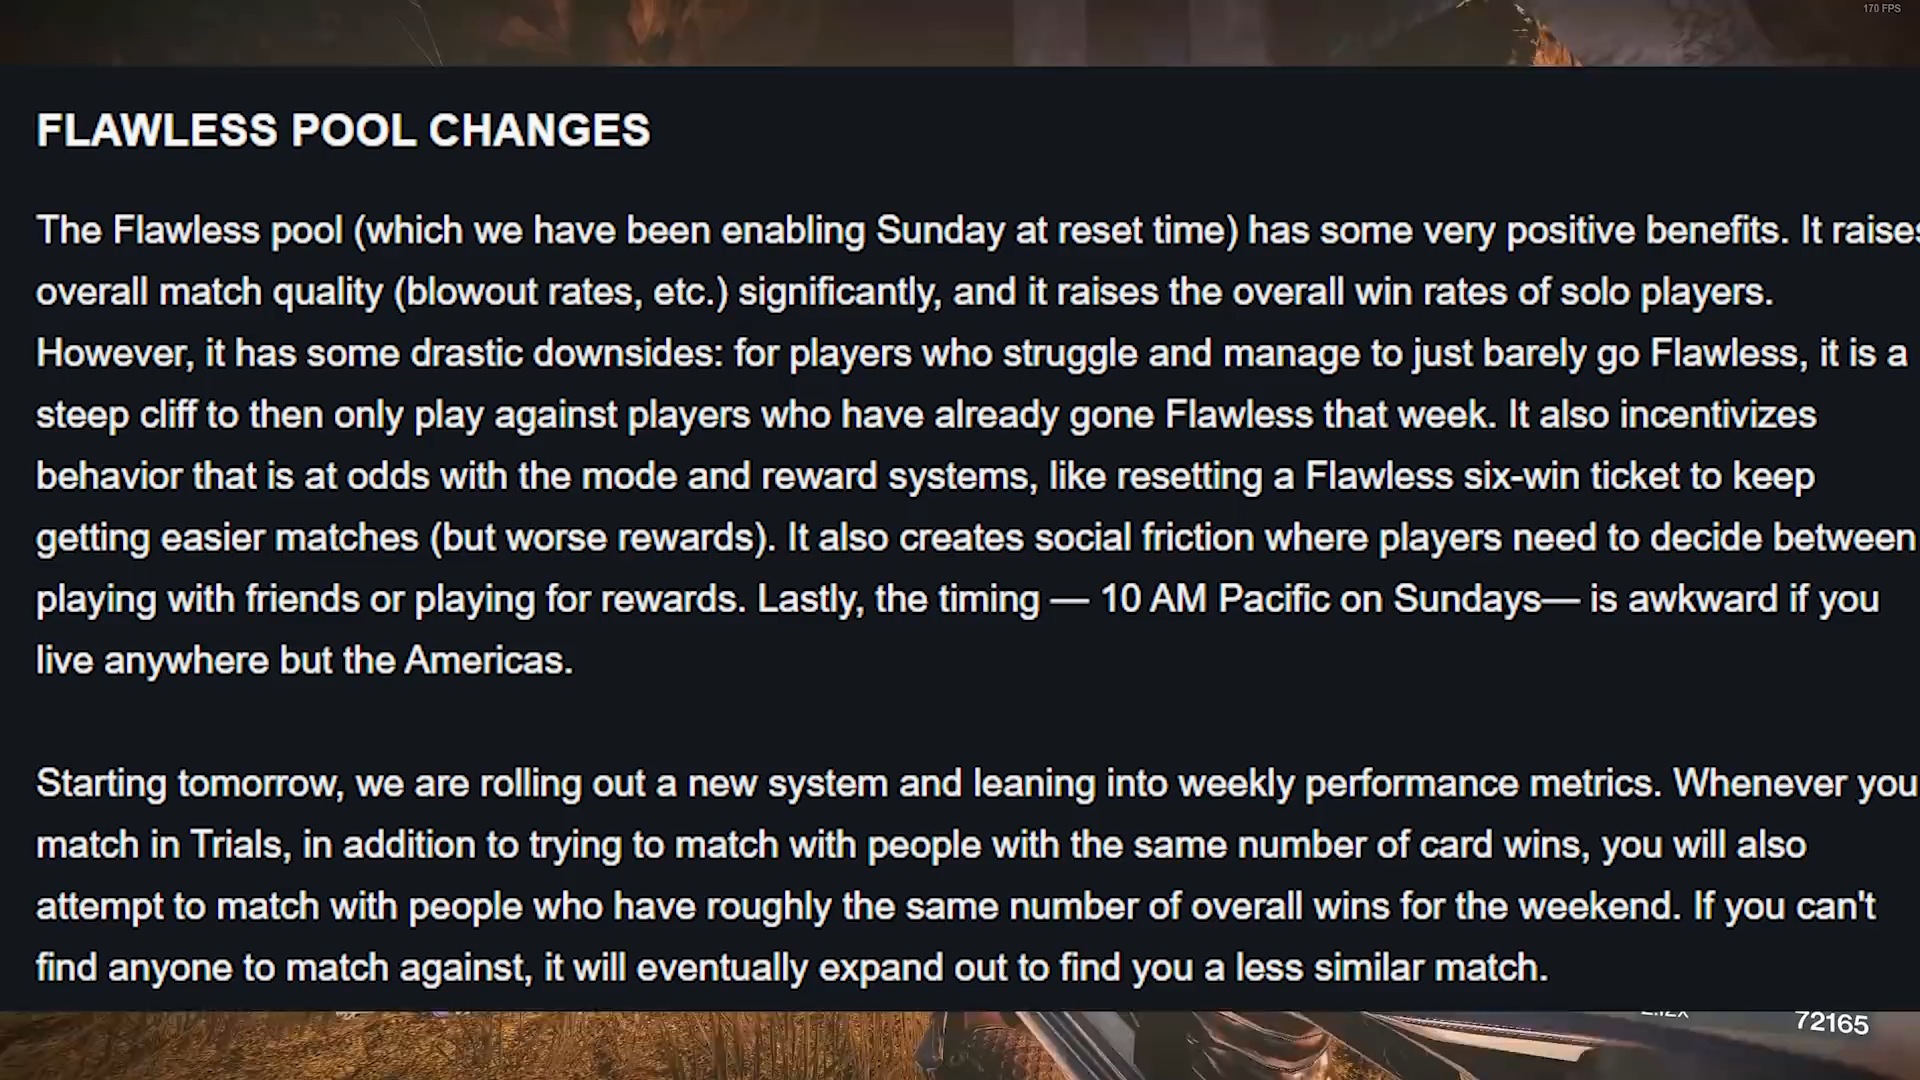 170 FPS
FLAWLESS POOL CHANGES
The Flawless pool (which we have been enabling Sunday at reset time) has some very positive benefits. It raises
overall match quality (blowout rates, etc.) significantly, and it raises the overall win rates of solo players.
However, it has some drastic downsides: for players who struggle and manage to just barely go Flawless, it is a
steep cliff to then only play against players who have already gone Flawless that week. It also incentivizes
behavior that is at odds with the mode and reward systems, like resetting a Flawless six-win ticket to keep
getting easier matches (but worse rewards). It also creates social friction where players need to decide between
playing with friends or playing for rewards. Lastly, the timing — 10 AM Pacific on Sundays— is awkward if you
live anywhere but the Americas.
Starting tomorrow, we are rolling out a new system and leaning into weekly performance metrics. Whenever you
match in Trials, in addition to trying to match with people with the same number of card wins, you will also
attempt to match with people who have roughly the same number of overall wins for the weekend. If you can't
find anyone to match against, it will eventually expand out to find you a less similar match.
72165